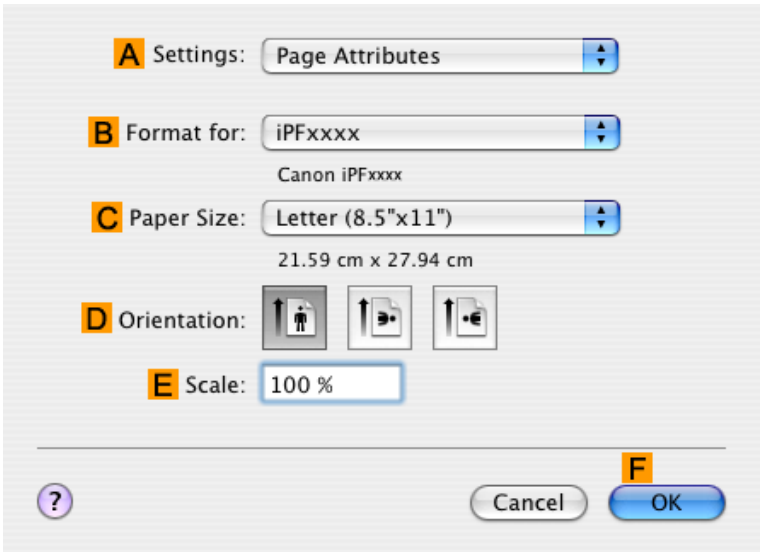 A Settings: Page Attributes
B Format for: iPFxxxx
Canon iPFxxxx
C Paper Size: Letter (8.5"x11")
21.59 cm x 27.94 cm
D Orientation:
E Scale: 100 %
F
? Cancel OK